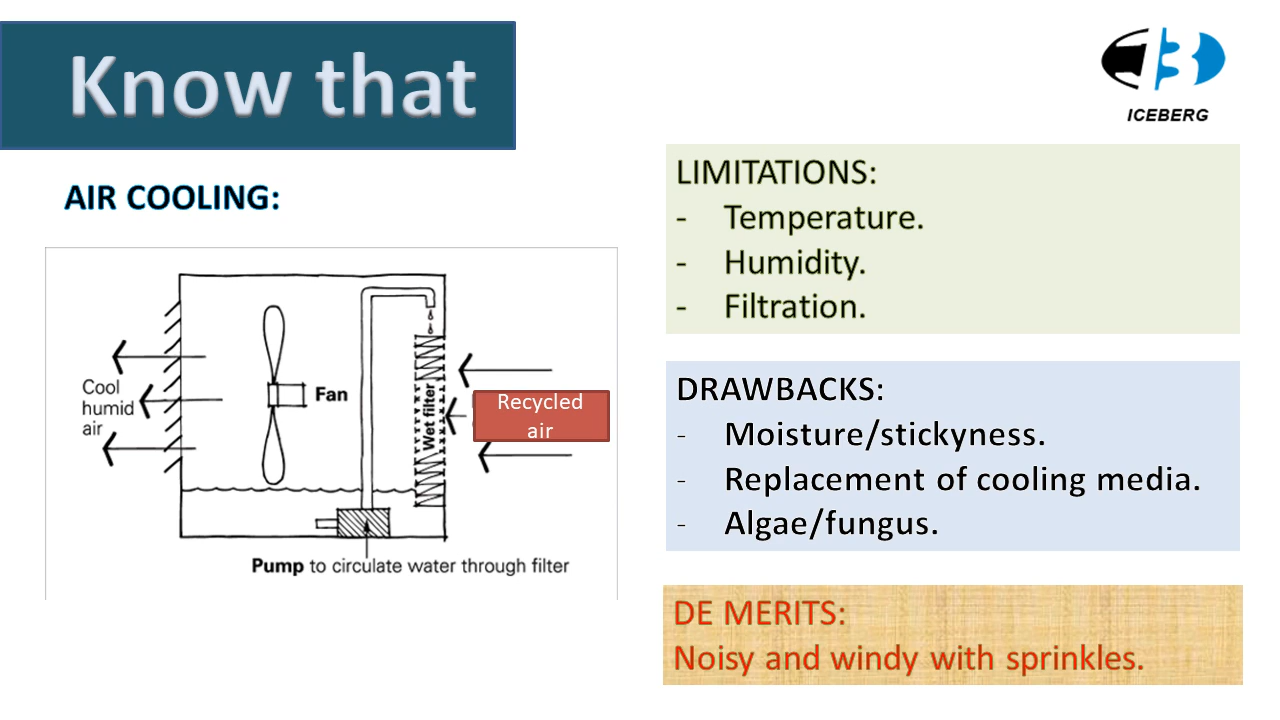 Know that
ICEBERG
AIR COOLING:
Cool
humid
air
Fan
Wet filter
Recycled
air
Pump to circulate water through filter
LIMITATIONS:
- Temperature.
- Humidity.
- Filtration.
DRAWBACKS:
- Moisture/stickyness.
- Replacement of cooling media.
- Algae/fungus.
DE MERITS:
Noisy and windy with sprinkles.